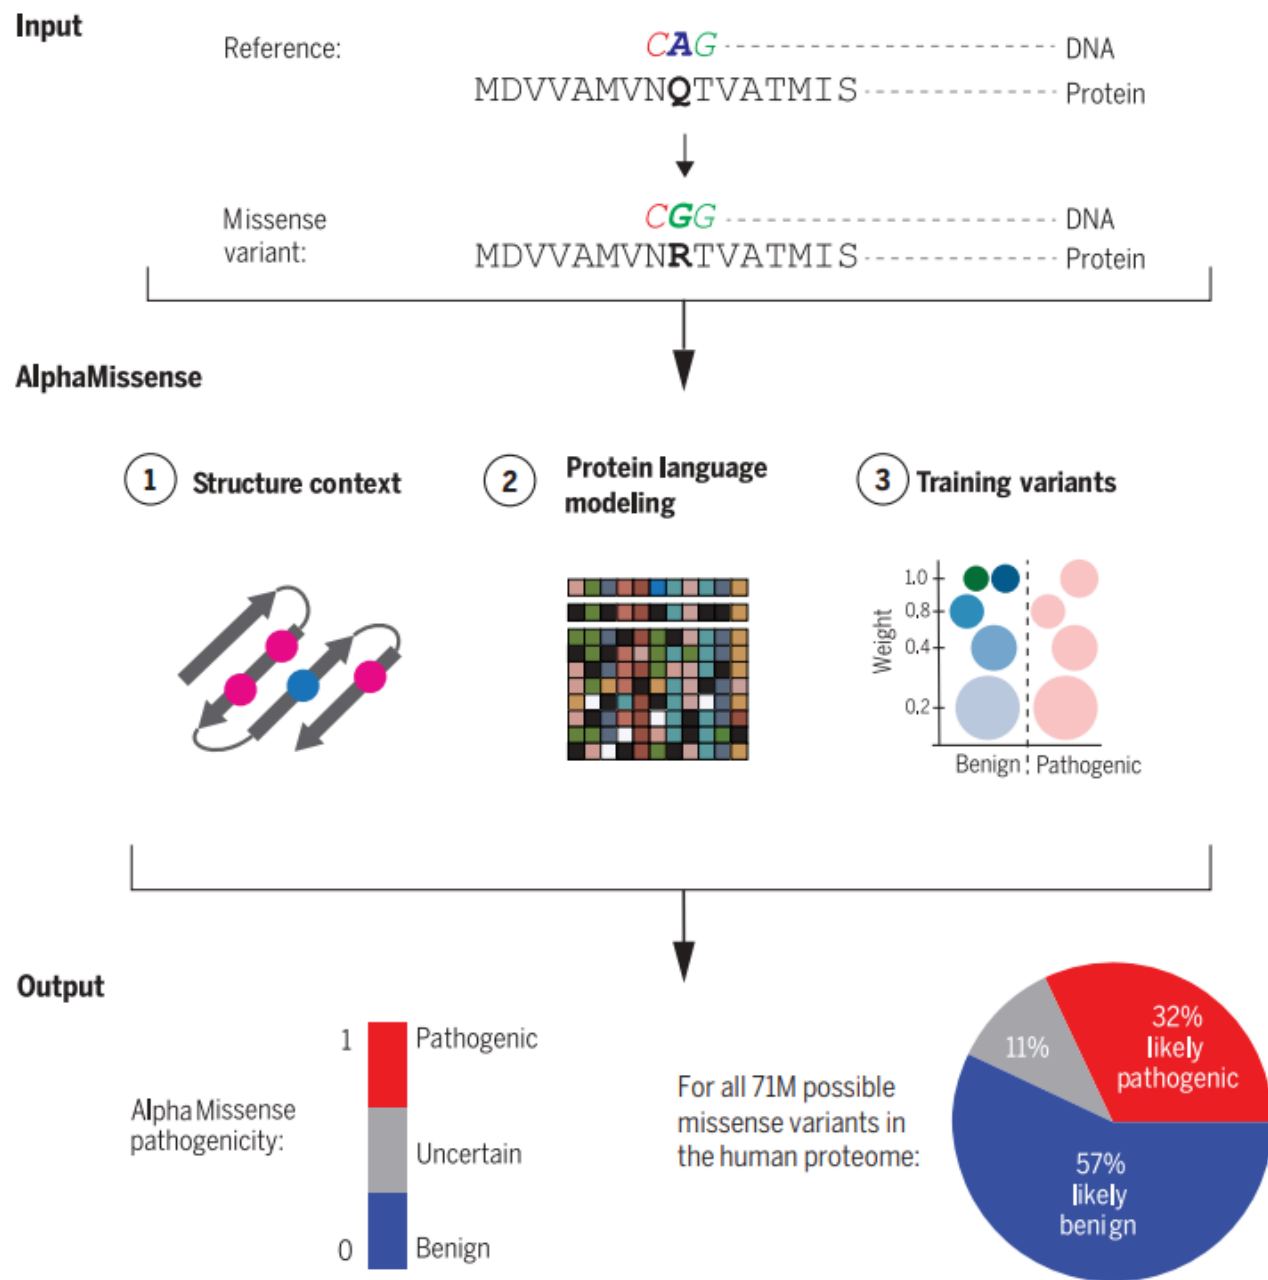 Input
Reference:
CAG
DNA
MDVVAMVNQTVATMIS
Protein
Missense
variant:
CGG
DNA
MDVVAMVNRTVATMIS
Protein
AlphaMissense
1 Structure context
2 Protein language
modeling
3 Training variants
Weight
1.0
0.8
0.4
0.2
Benign
Pathogenic
Output
AlphaMissense
pathogenicity:
1
Pathogenic
Uncertain
0
Benign
For all 71M possible
missense variants in
the human proteome:
11%
32%
likely
pathogenic
57%
likely
benign